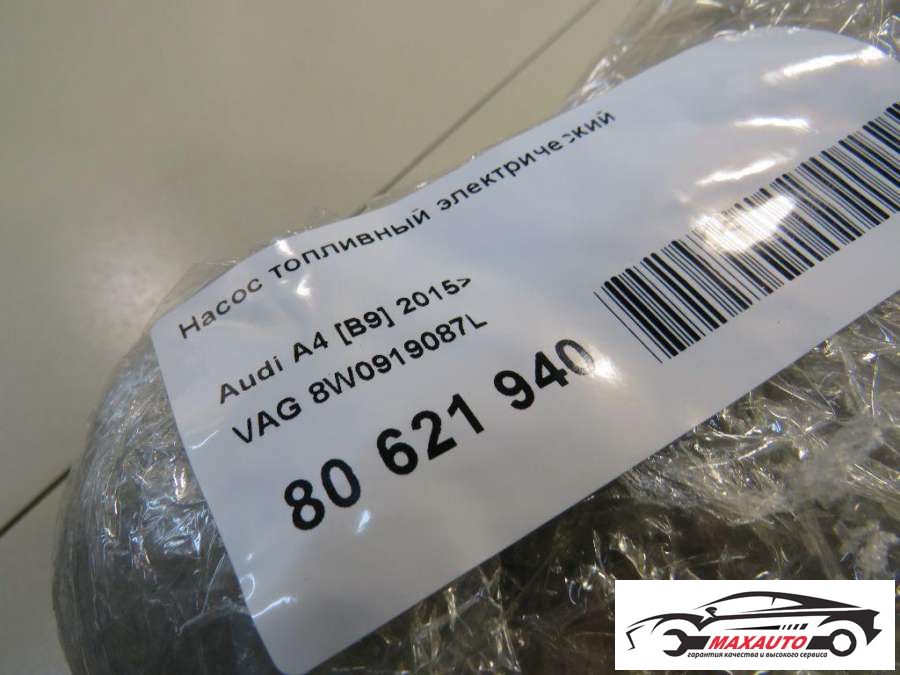 Насос топливный электрический
Audi A4 [B9] 2015>
VAG 8W0919087L
80 621 940
MAXAUTO
гарантия качества и высокого сервиса